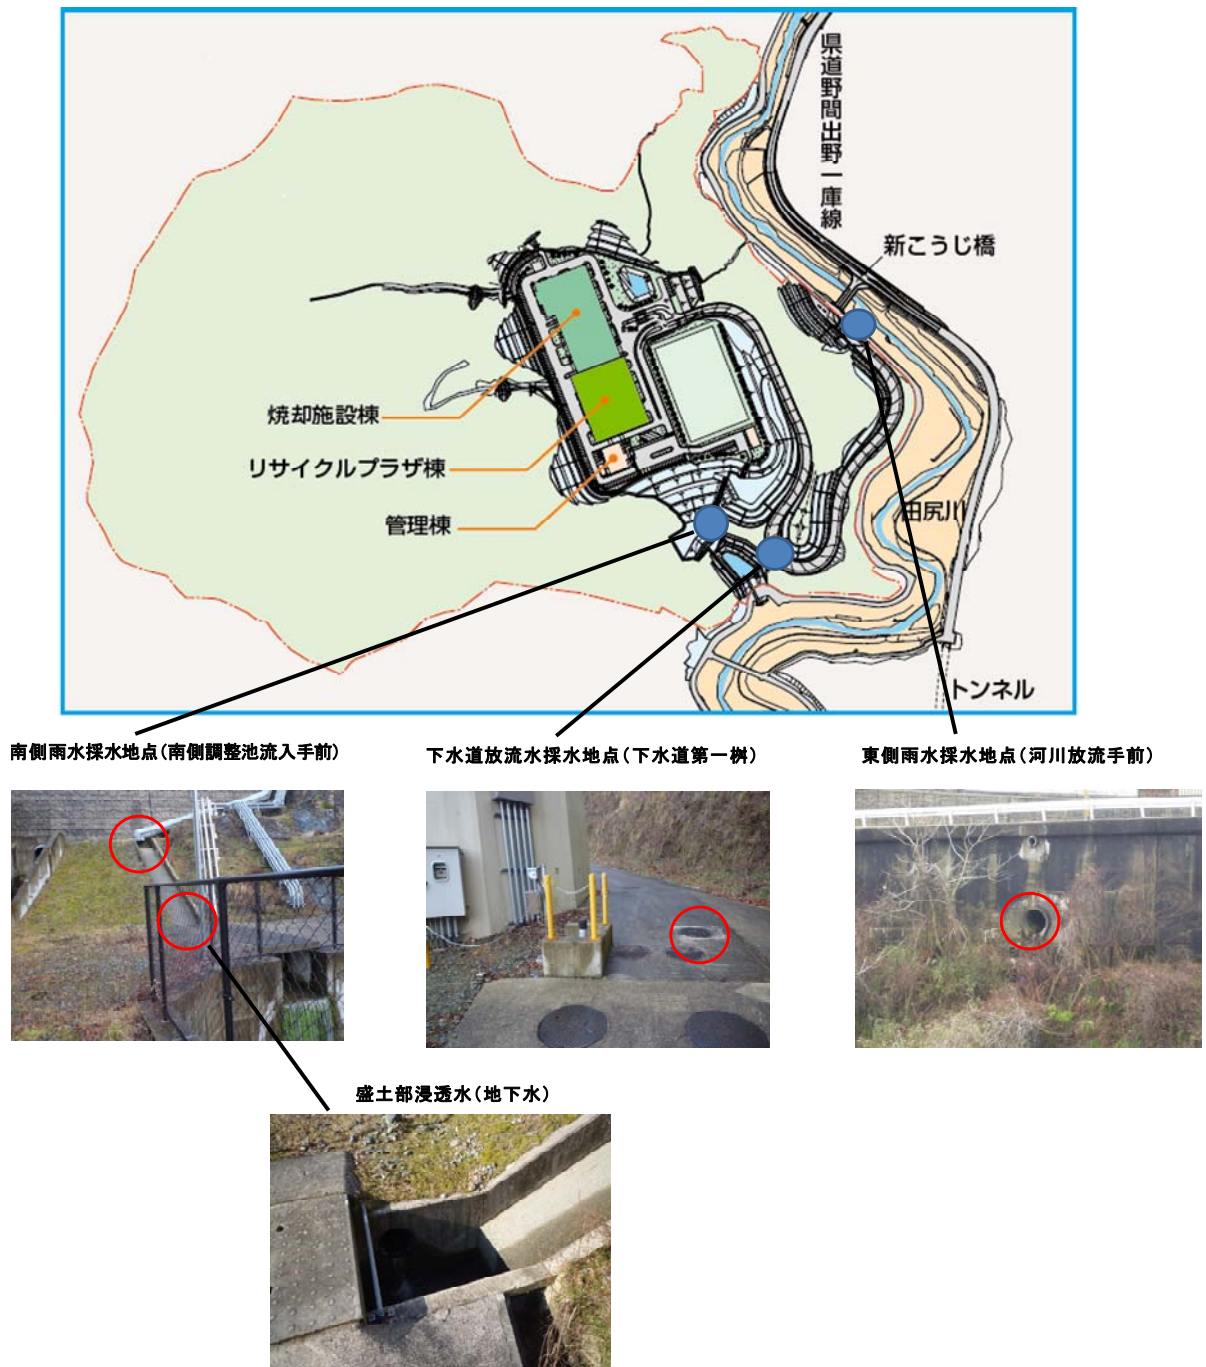 県道野間出野一庫線
新こうじ橋
焼却施設棟
リサイクルプラザ棟
管理棟
田尻川
トンネル
南側雨水採水地点(南側調整池流入手前)
下水道放流水採水地点(下水道第一桝)
東側雨水採水地点(河川放流手前)
盛土部浸透水(地下水)